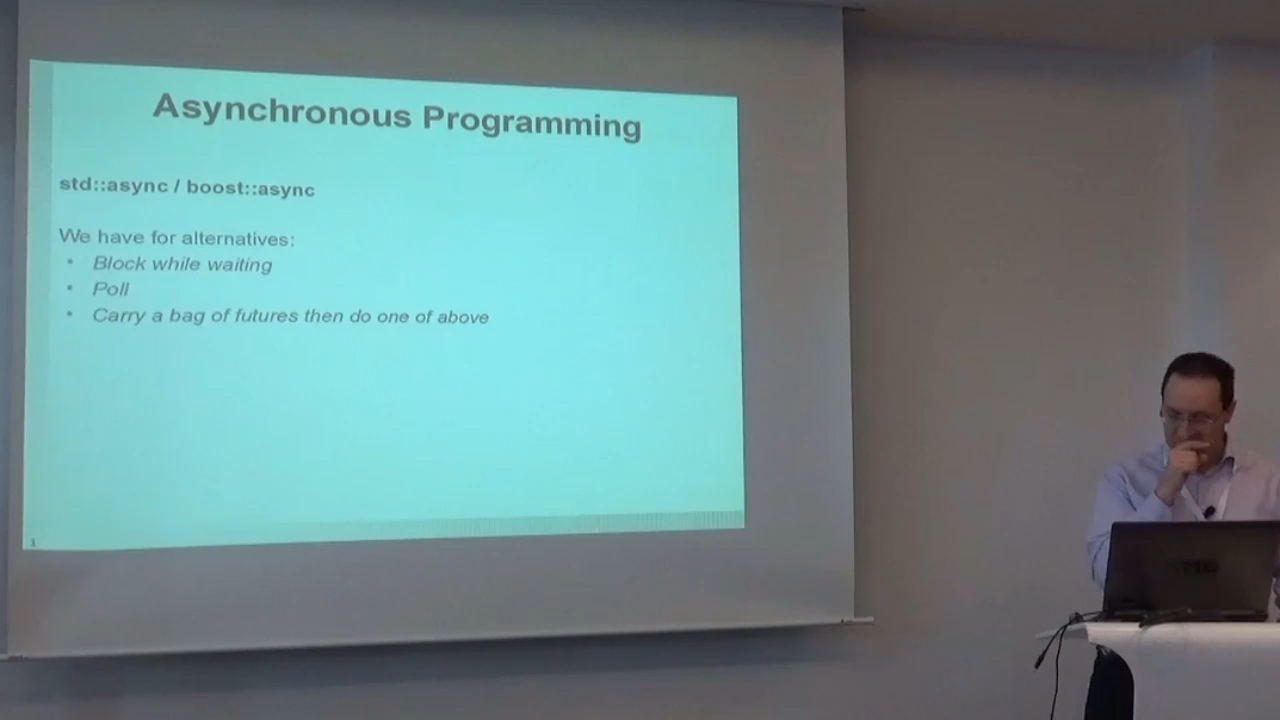 Asynchronous Programming
std::async / boost::async
We have for alternatives:
• Block while waiting
• Poll
• Carry a bag of futures then do one of above
1